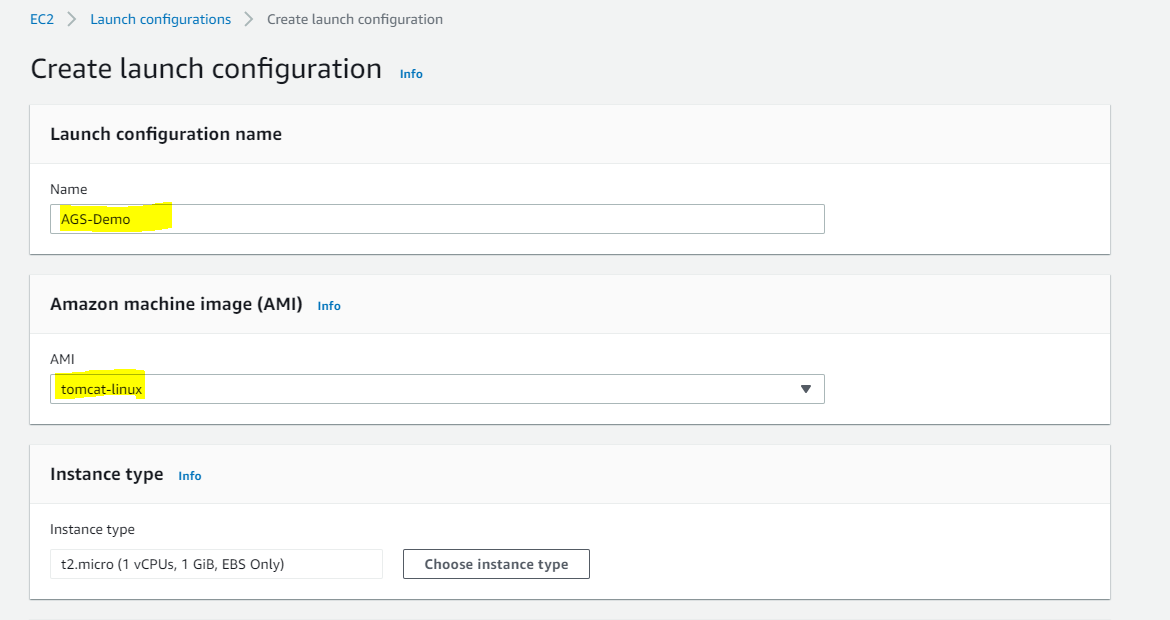 EC2 Launch configurations Create launch configuration
Create launch configuration Info
Launch configuration name
Name
AGS-Demo
Amazon machine image (AMI) Info
AMI
tomcat-linux
Instance type Info
Instance type
t2.micro (1 vCPUs, 1 GiB, EBS Only) Choose instance type